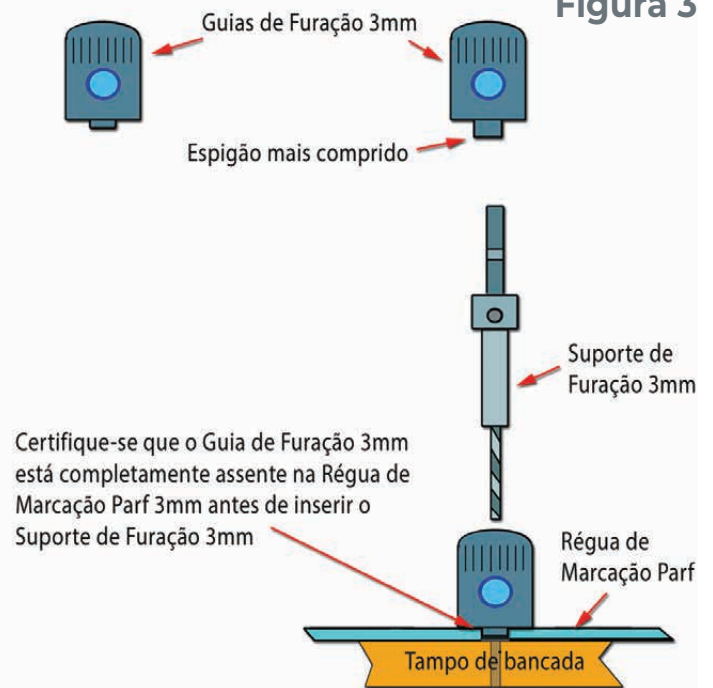 Figura 3
Guias de Furação 3mm
Espigão mais comprido
Suporte de
Furação 3mm
Certifique-se que o Guia de Furação 3mm
está completamente assente na Régua de
Marcação Parf 3mm antes de inserir o
Suporte de Furação 3mm
Régua de
Marcação Parf
Tampo de bancada